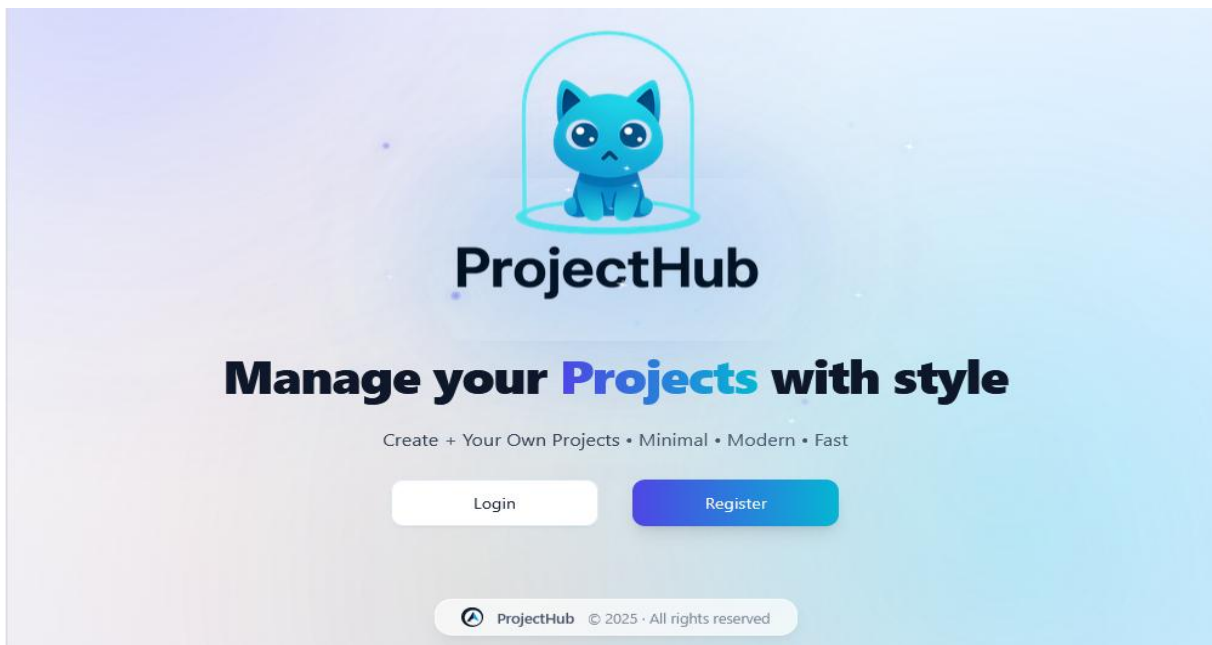 ProjectHub
Manage your Projects with style
Create + Your Own Projects • Minimal • Modern • Fast
Login
Register
ProjectHub © 2025 · All rights reserved